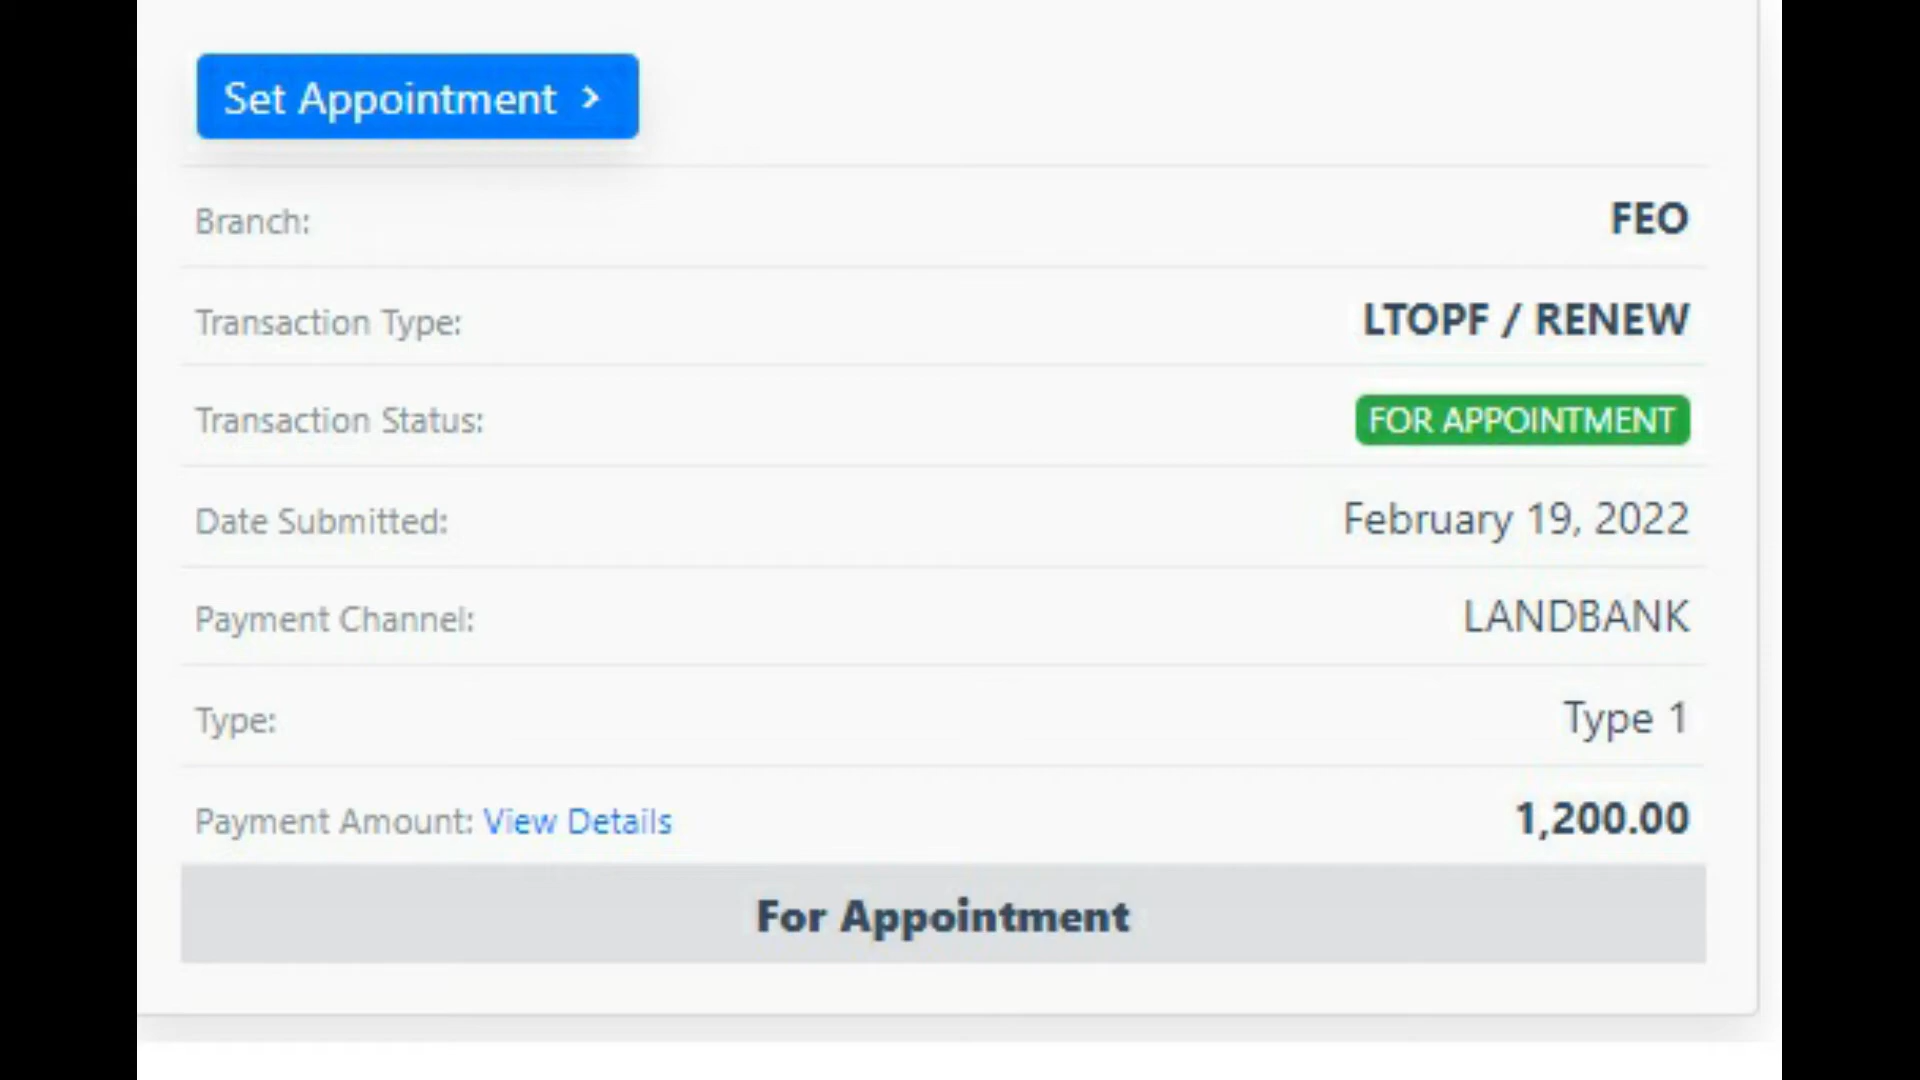 Set Appointment >
Branch: FEO
Transaction Type: LTOPF / RENEW
Transaction Status: FOR APPOINTMENT
Date Submitted: February 19, 2022
Payment Channel: LANDBANK
Type: Type 1
Payment Amount: View Details 1,200.00
For Appointment